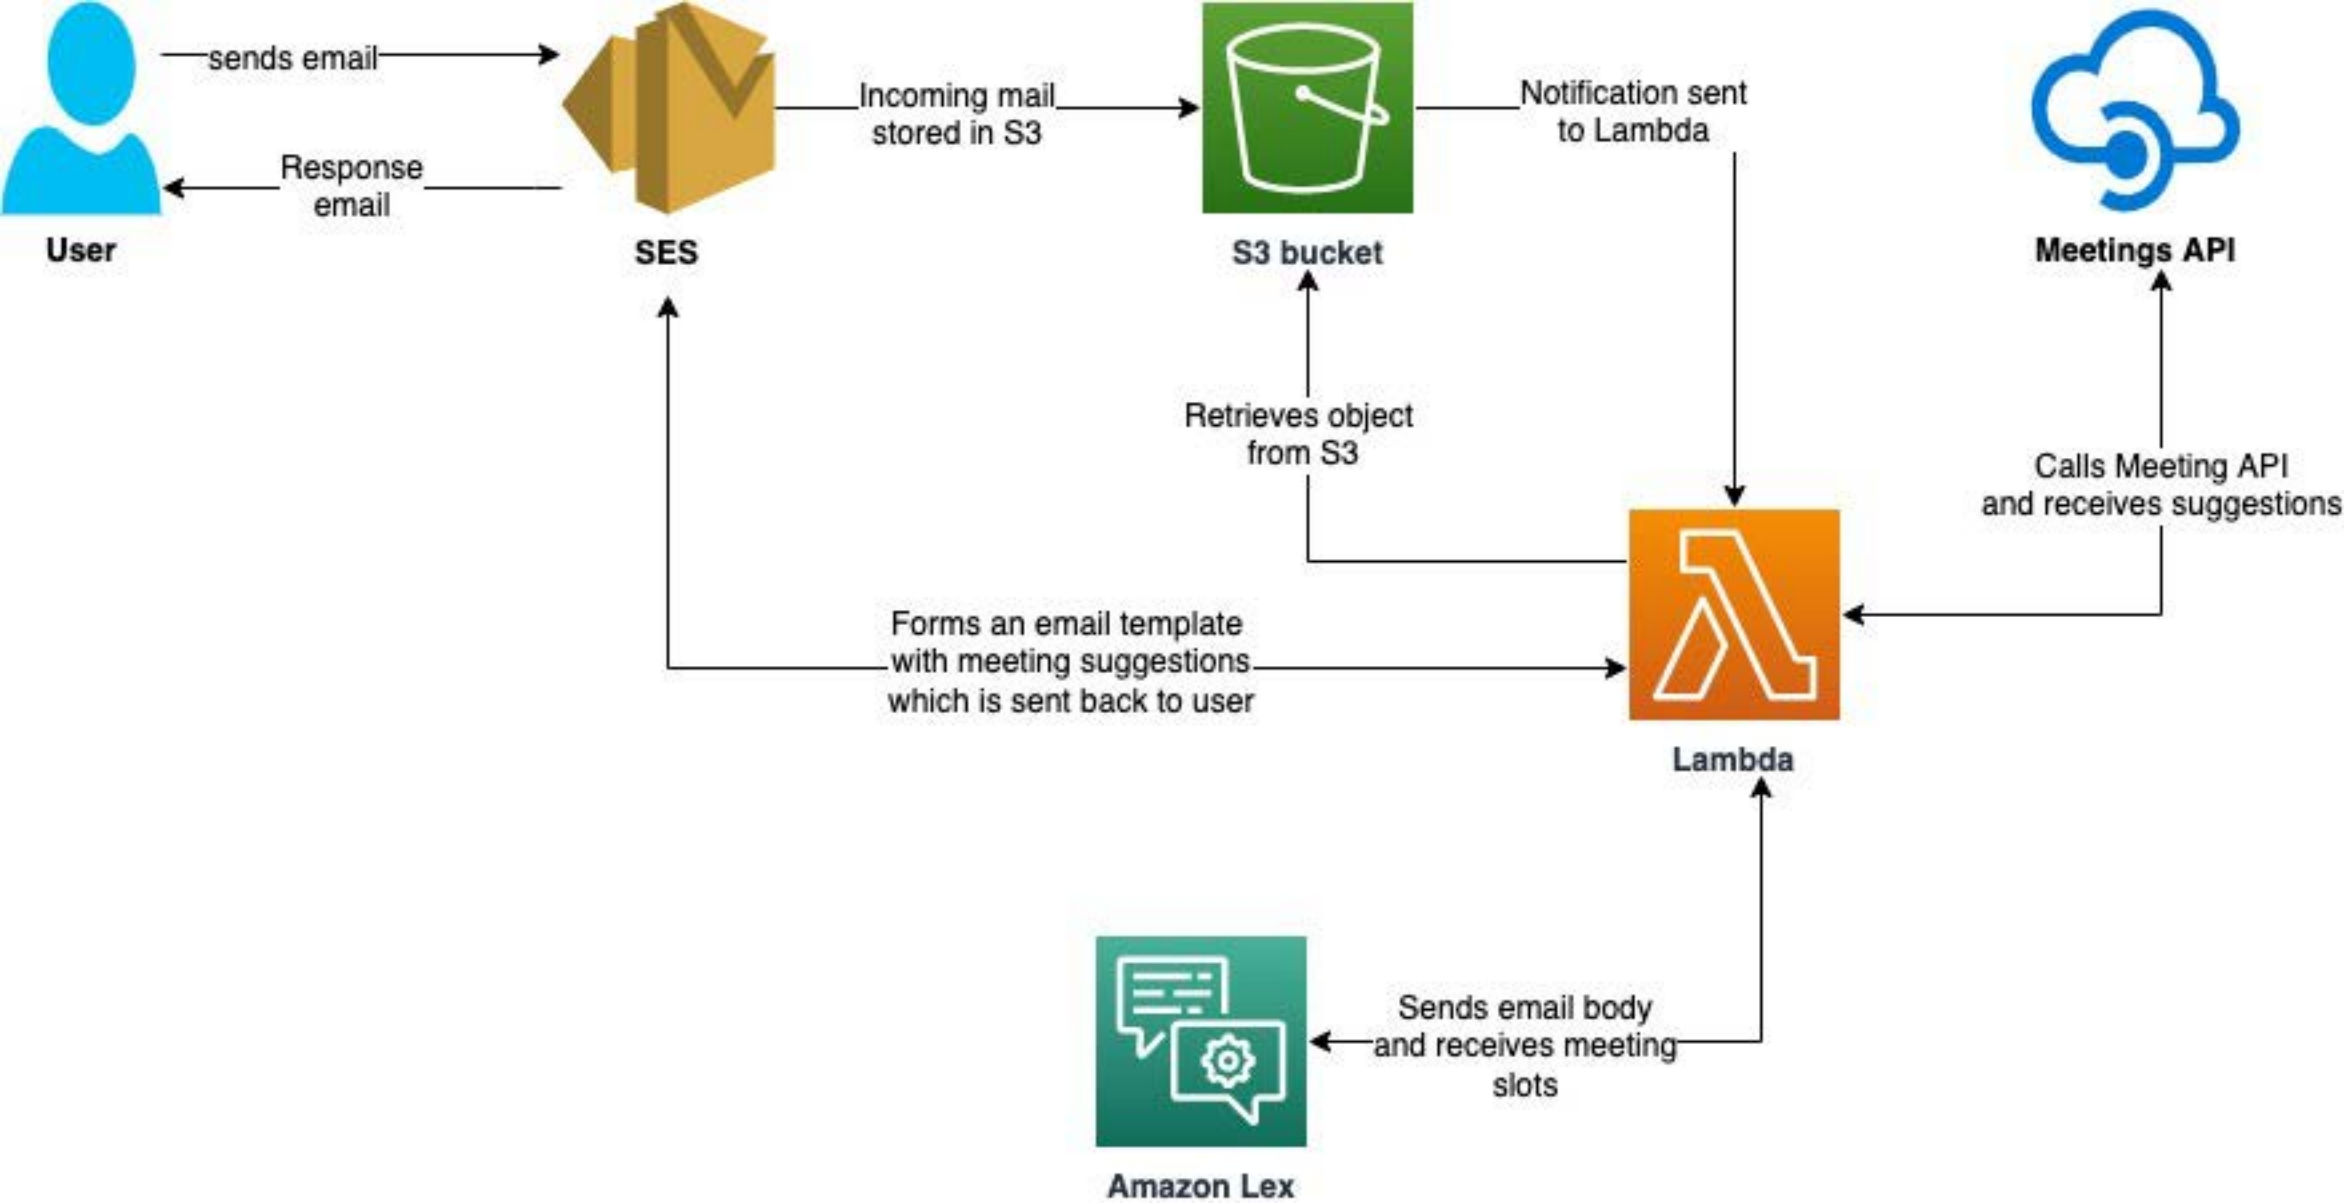 sends email
Response
email
User
SES
Incoming mail
stored in S3
S3 bucket
Notification sent
to Lambda
Meetings API
Retrieves object
from S3
Calls Meeting API
and receives suggestions
Forms an email template
with meeting suggestions
which is sent back to user
Lambda
Sends email body
and receives meeting
slots
Amazon Lex